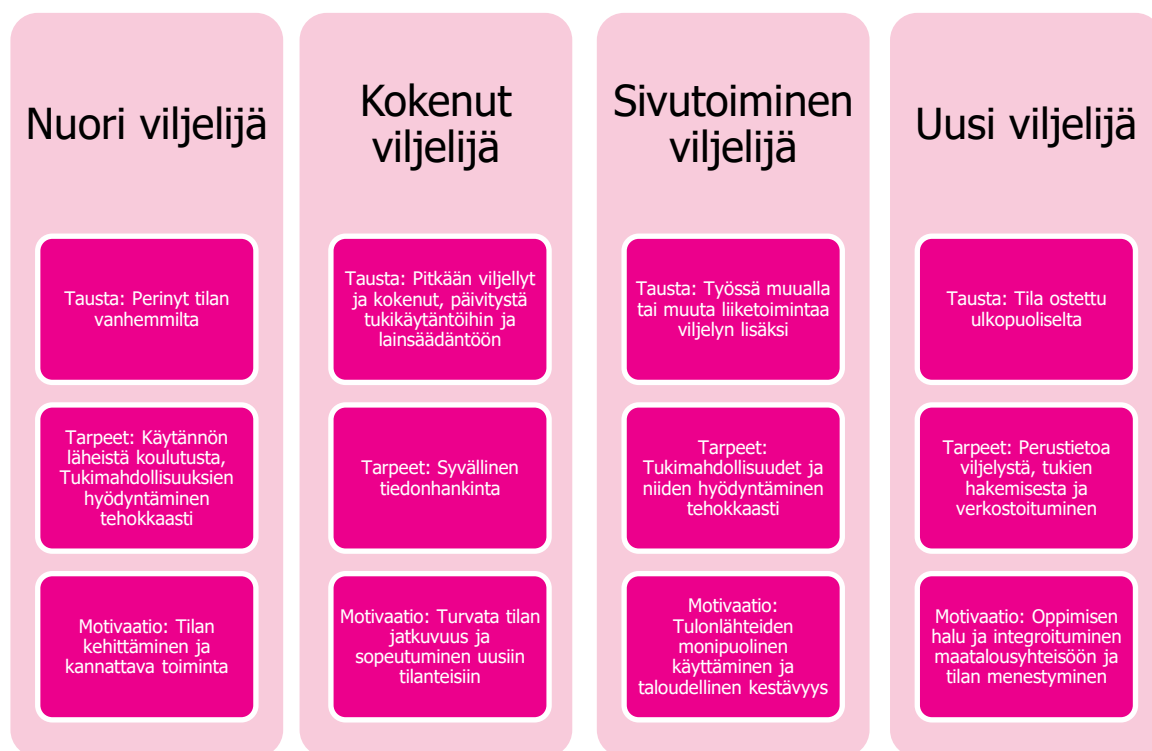 Nuori viljelijä
Tausta: Perinyt tilan
vanhemmilta
Tarpeet: Käytännön
läheistä koulutusta,
Tukimahdollisuuksien
hyödyntäminen
tehokkaasti
Motivaatio: Tilan
kehittäminen ja
kannattava toiminta
Kokenut
viljelijä
Tausta: Pitkään viljellyt
ja kokenut, päivitystä
tukikäytäntöihin ja
lainsäädäntöön
Tarpeet: Syvällinen
tiedonhankinta
Motivaatio: Turvata tilan
jatkuvuus ja
sopeutuminen uusiin
tilanteisiin
Sivutoiminen
viljelijä
Tausta: Työssä muualla
tai muuta liiketoimintaa
viljelyn lisäksi
Tarpeet:
Tukimahdollisuudet ja
niiden hyödyntäminen
tehokkaasti
Motivaatio:
Tulonlähteiden
monipuolinen
käyttäminen ja
taloudellinen kestävyys
Uusi viljelijä
Tausta: Tila ostettu
ulkopuoliselta
Tarpeet: Perustietoa
viljelystä, tukien
hakemisesta ja
verkostoituminen
Motivaatio: Oppimisen
halu ja integroituminen
maatalousyhteisöön ja
tilan menestyminen